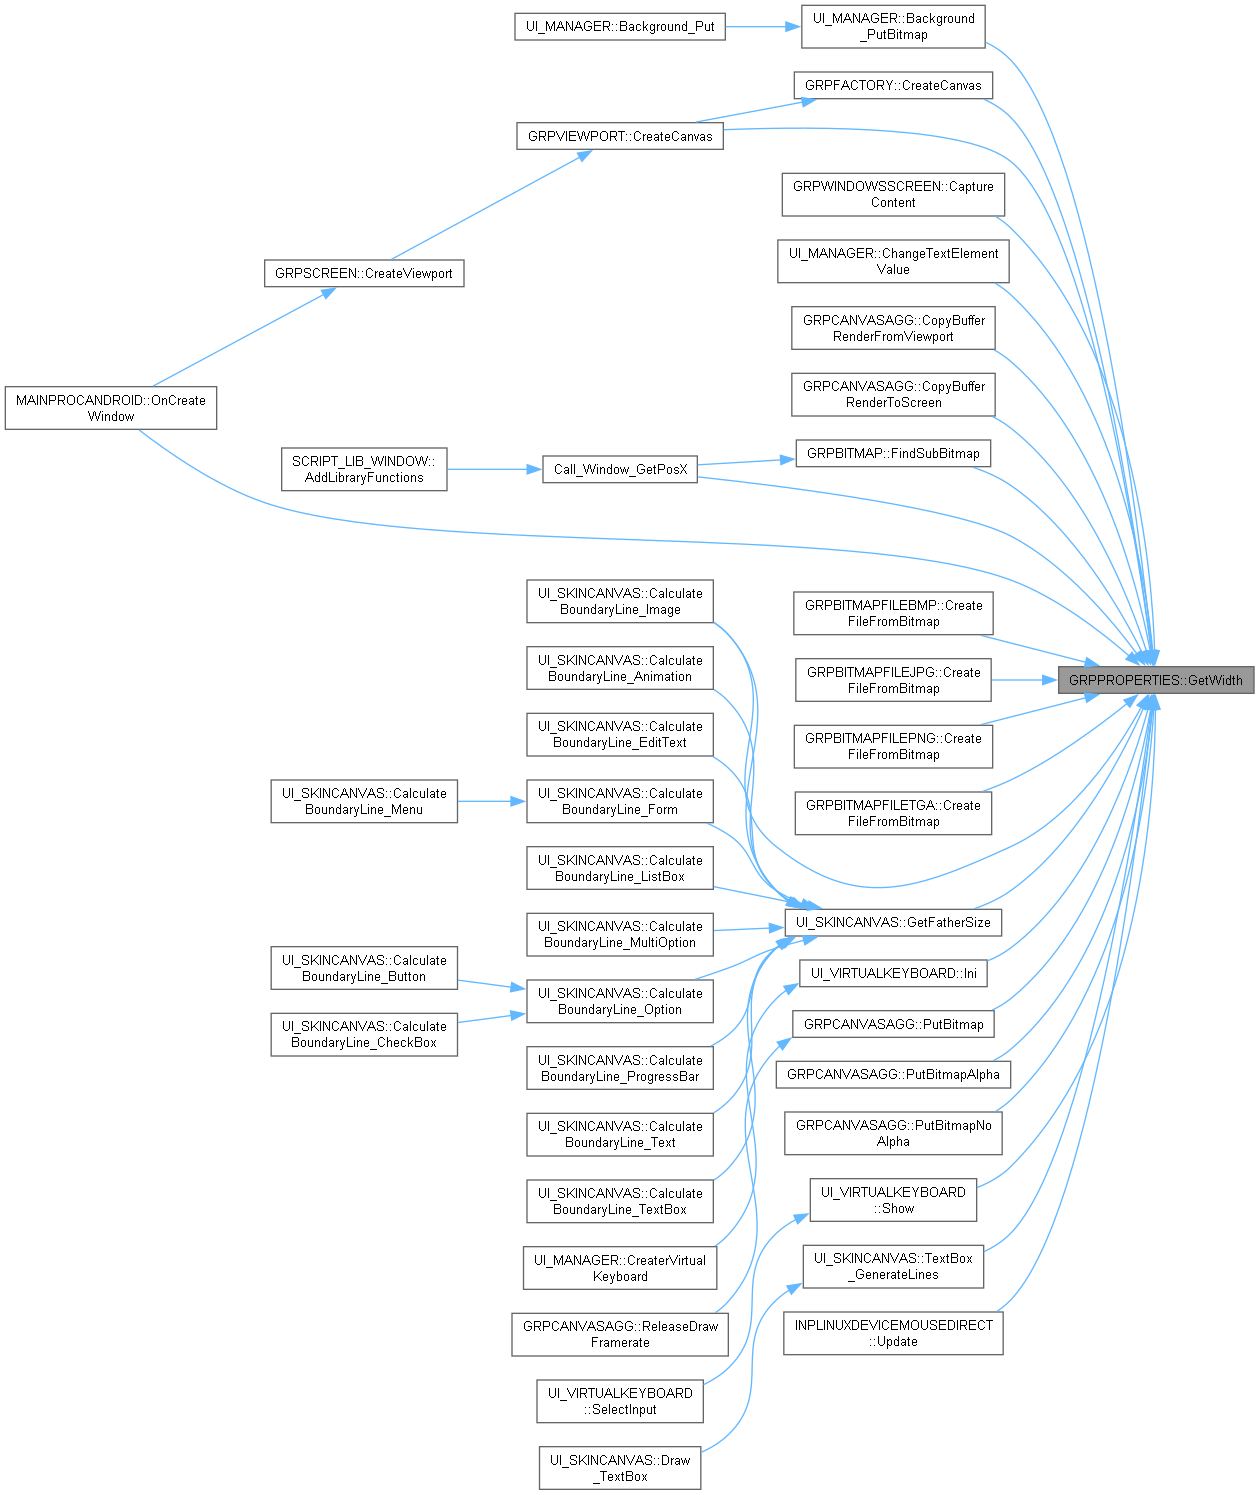 UI_MANAGER::Background_Put
UI_MANAGER::Background
_PutBitmap
GRPFACTORY::CreateCanvas
GRPVIEWPORT::CreateCanvas
GRPWINDOWSSCREEN::Capture
Content
UI_MANAGER::ChangeTextElement
Value
GRPSCREEN::CreateViewport
GRPCANVASAGG::CopyBuffer
RenderFromViewport
GRPCANVASAGG::CopyBuffer
RenderToScreen
MAINPROCANDROID::OnCreate
Window
GRPBITMAP::FindSubBitmap
SCRIPT_LIB_WINDOW::
AddLibraryFunctions
Call_Window_GetPosX
UI_SKINCANVAS::Calculate
BoundaryLine_Image
GRPBITMAPFILEBMP::Create
FileFromBitmap
UI_SKINCANVAS::Calculate
BoundaryLine_Animation
GRPBITMAPFILEJPG::Create
FileFromBitmap
GRPPROPERTIES::GetWidth
UI_SKINCANVAS::Calculate
BoundaryLine_EditText
GRPBITMAPFILEPNG::Create
FileFromBitmap
UI_SKINCANVAS::Calculate
BoundaryLine_Menu
UI_SKINCANVAS::Calculate
BoundaryLine_Form
GRPBITMAPFILETGA::Create
FileFromBitmap
UI_SKINCANVAS::Calculate
BoundaryLine_ListBox
UI_SKINCANVAS::GetFatherSize
UI_SKINCANVAS::Calculate
BoundaryLine_MultiOption
UI_SKINCANVAS::Calculate
BoundaryLine_Button
UI_VIRTUALKEYBOARD::Ini
UI_SKINCANVAS::Calculate
BoundaryLine_Option
UI_SKINCANVAS::Calculate
BoundaryLine_CheckBox
GRPCANVASAGG::PutBitmap
UI_SKINCANVAS::Calculate
BoundaryLine_ProgressBar
GRPCANVASAGG::PutBitmapAlpha
UI_SKINCANVAS::Calculate
BoundaryLine_Text
GRPCANVASAGG::PutBitmapNo
Alpha
UI_SKINCANVAS::Calculate
BoundaryLine_TextBox
UI_VIRTUALKEYBOARD
::Show
UI_MANAGER::CreaterVirtual
Keyboard
UI_SKINCANVAS::TextBox
_GenerateLines
GRPCANVASAGG::ReleaseDraw
Framerate
INPLINUXDEVICEMOUSEDIRECT
::Update
UI_VIRTUALKEYBOARD
::SelectInput
UI_SKINCANVAS::Draw
_TextBox